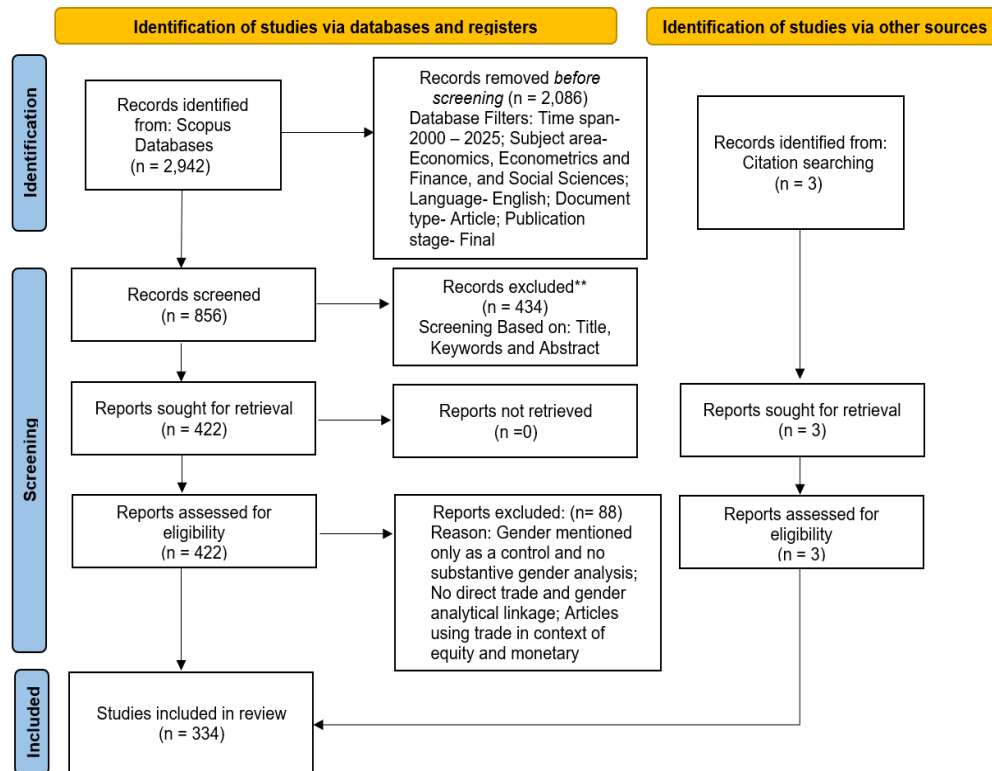 Identification of studies via databases and registers
Identification of studies via other sources
Identification
Records identified
from: Scopus
Databases
(n = 2,942)
Records removed before
screening (n = 2,086)
Database Filters: Time span-
2000 – 2025; Subject area-
Economics, Econometrics and
Finance, and Social Sciences;
Language- English; Document
type- Article; Publication
stage- Final
Records identified from:
Citation searching
(n = 3)
Screening
Records screened
(n = 856)
Records excluded**
(n = 434)
Screening Based on: Title,
Keywords and Abstract
Reports sought for retrieval
(n = 422)
Reports not retrieved
(n =0)
Reports sought for retrieval
(n = 3)
Reports assessed for
eligibility
(n = 422)
Reports excluded: (n= 88)
Reason: Gender mentioned
only as a control and no
substantive gender analysis;
No direct trade and gender
analytical linkage; Articles
using trade in context of
equity and monetary
Reports assessed for
eligibility
(n = 3)
Included
Studies included in review
(n = 334)